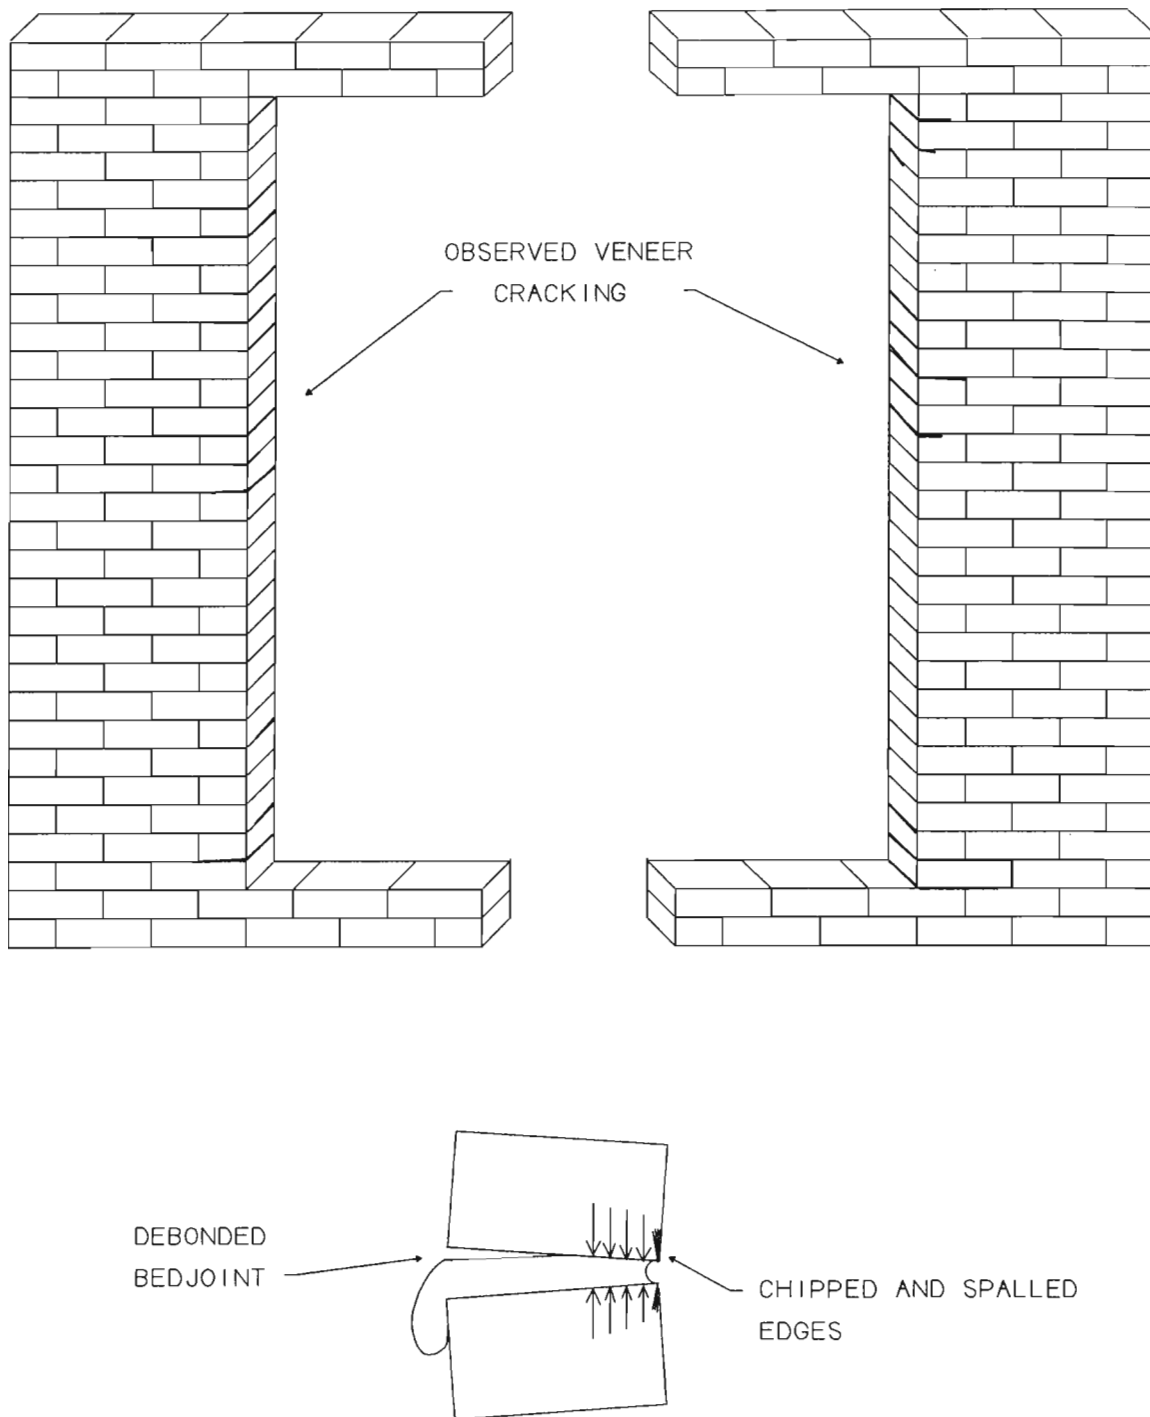 OBSERVED VENEER
CRACKING
DEBONDED
BEDJOINT
CHIPPED AND SPALLED
EDGES